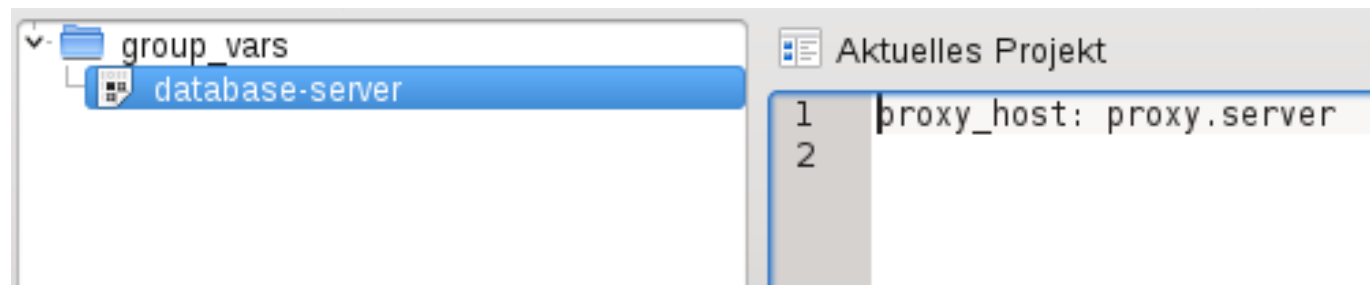 group_vars
database-server
Aktuelles Projekt
1 proxy_host: proxy.server
2